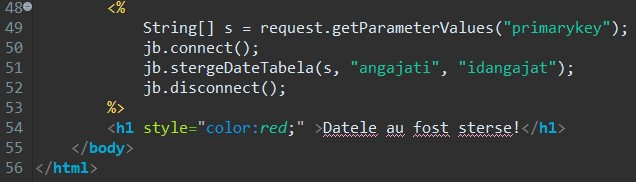 48 <%
49 String[] s = request.getParameterValues("primarykey");
50 jb.connect();
51 jb.stergeDateTabela(s, "angajati", "idangajat");
52 jb.disconnect();
53 %>
54 <h1 style="color:red;" >Datele au fost sterse!</h1>
55 </body>
56 </html>